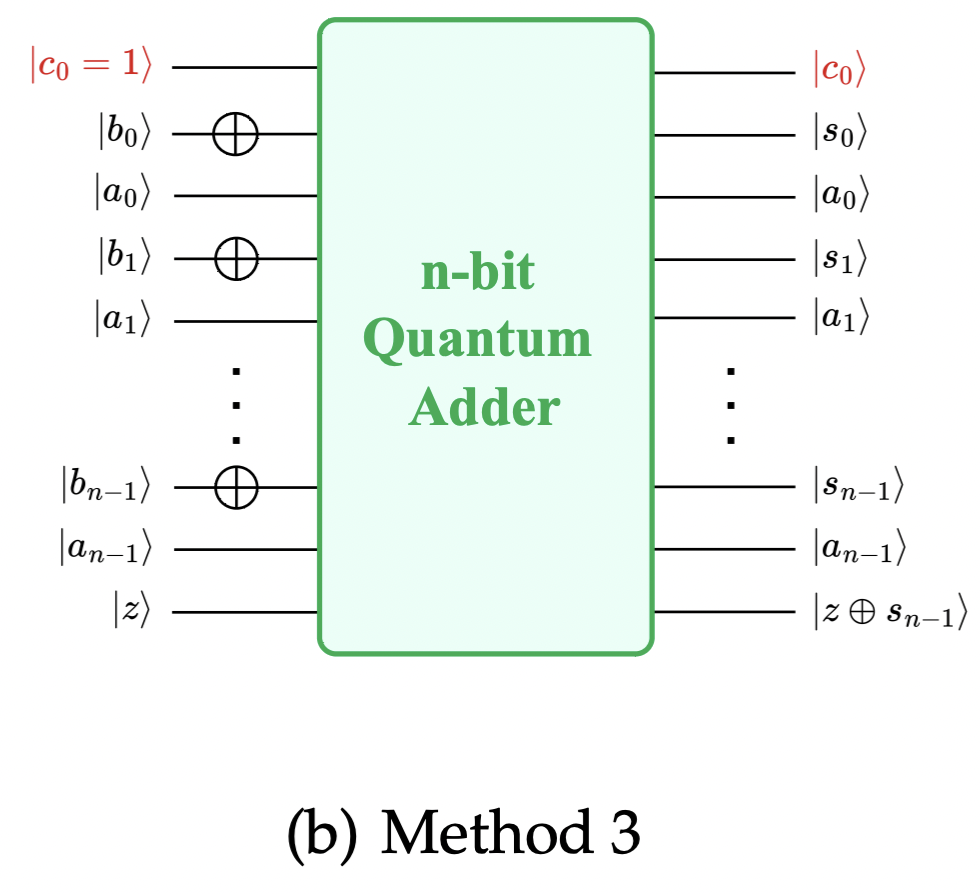 |c₀ = 1⟩ |c₀⟩
|b₀⟩ |s₀⟩
|a₀⟩ |a₀⟩
|b₁⟩ |s₁⟩
|a₁⟩ |a₁⟩
n-bit
Quantum
Adder
|bₙ₋₁⟩ |sₙ₋₁⟩
|aₙ₋₁⟩ |aₙ₋₁⟩
|z⟩ |z ⊕ sₙ₋₁⟩
(b) Method 3